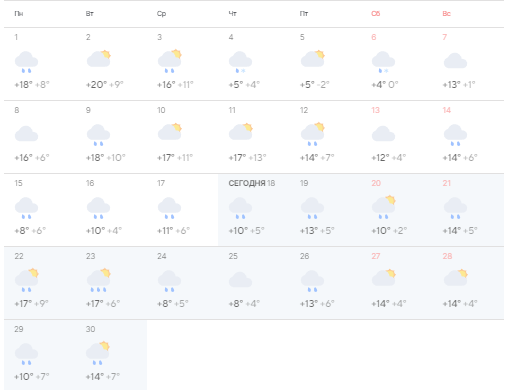 Пн Вт Ср Чт Пт Сб Вс
1 2 3 4 5 6 7
+18° +8° +20° +9° +16° +11° +5° +4° +5° -2° +4° 0° +13° +1°
8 9 10 11 12 13 14
+16° +6° +18° +10° +17° +11° +17° +13° +14° +7° +12° +4° +14° +6°
15 16 17 СЕГОДНЯ 18 19 20 21
+8° +6° +10° +4° +11° +6° +10° +5° +13° +5° +10° +2° +14° +5°
22 23 24 25 26 27 28
+17° +9° +17° +6° +8° +5° +8° +4° +13° +6° +14° +4° +14° +4°
29 30
+10° +7° +14° +7°